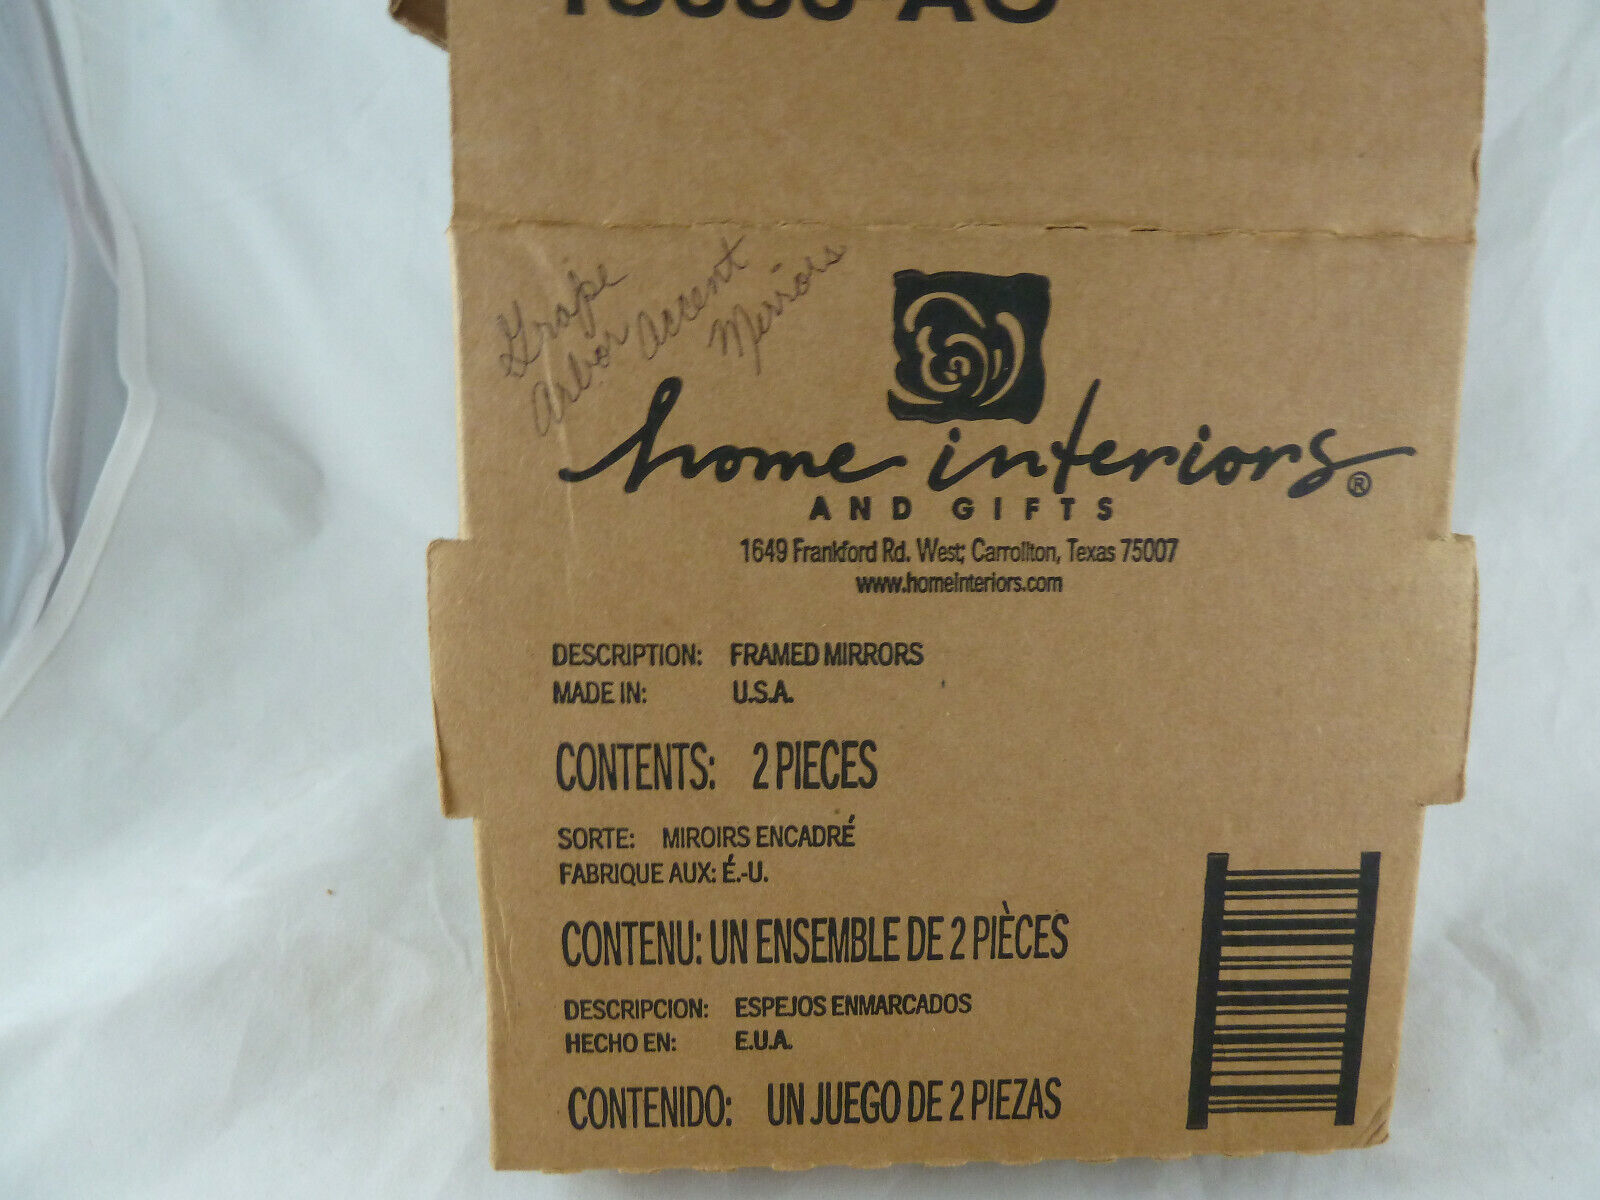 Grape
Arbor Accent
Mirrors
home interiors®
AND GIFTS
1649 Frankford Rd. West; Carrollton, Texas 75007
www.homeinteriors.com
DESCRIPTION: FRAMED MIRRORS
MADE IN: U.S.A.
CONTENTS: 2 PIECES
SORTE: MIROIRS ENCADRÉ
FABRIQUE AUX: É.-U.
CONTENU: UN ENSEMBLE DE 2 PIÈCES
DESCRIPCION: ESPEJOS ENMARCADOS
HECHO EN: E.U.A.
CONTENIDO: UN JUEGO DE 2 PIEZAS